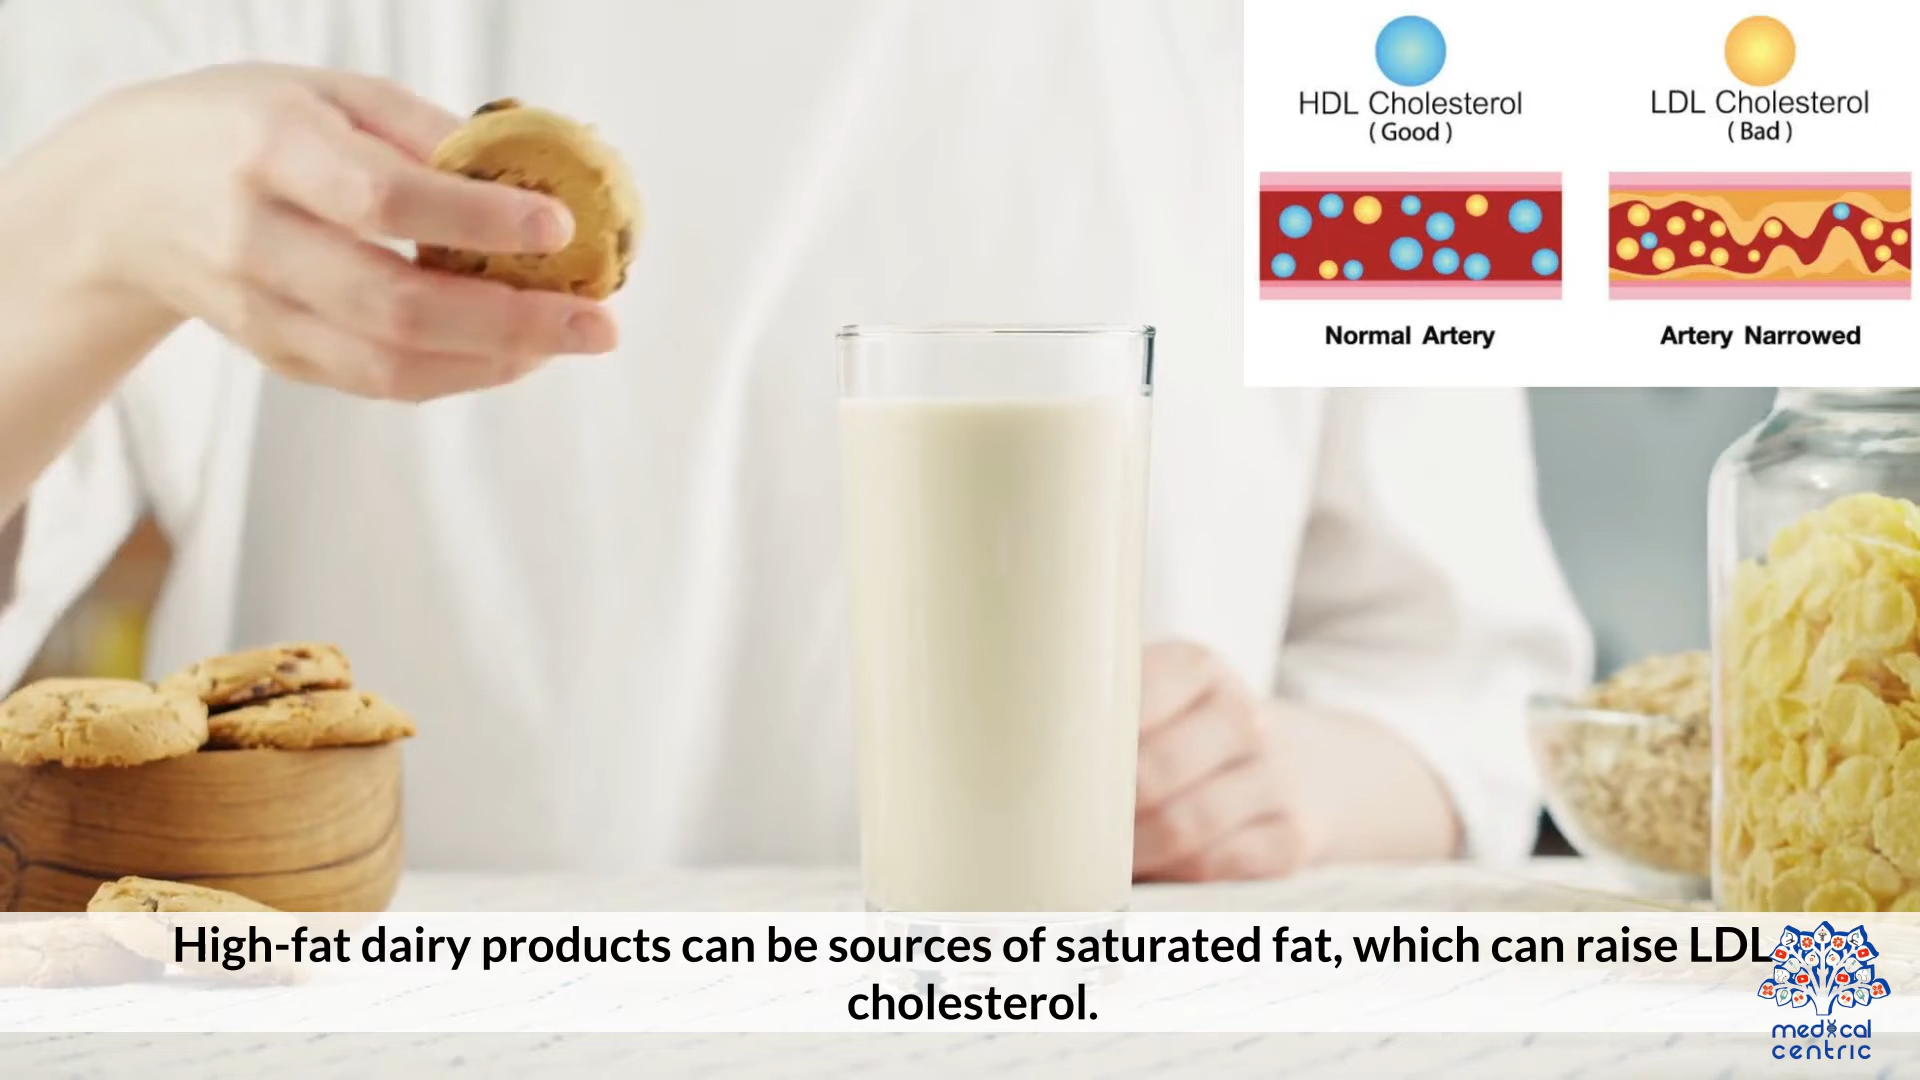 HDL Cholesterol
( Good )
LDL Cholesterol
( Bad )
Normal Artery
Artery Narrowed
High-fat dairy products can be sources of saturated fat, which can raise LDL
cholesterol.
medical
centric